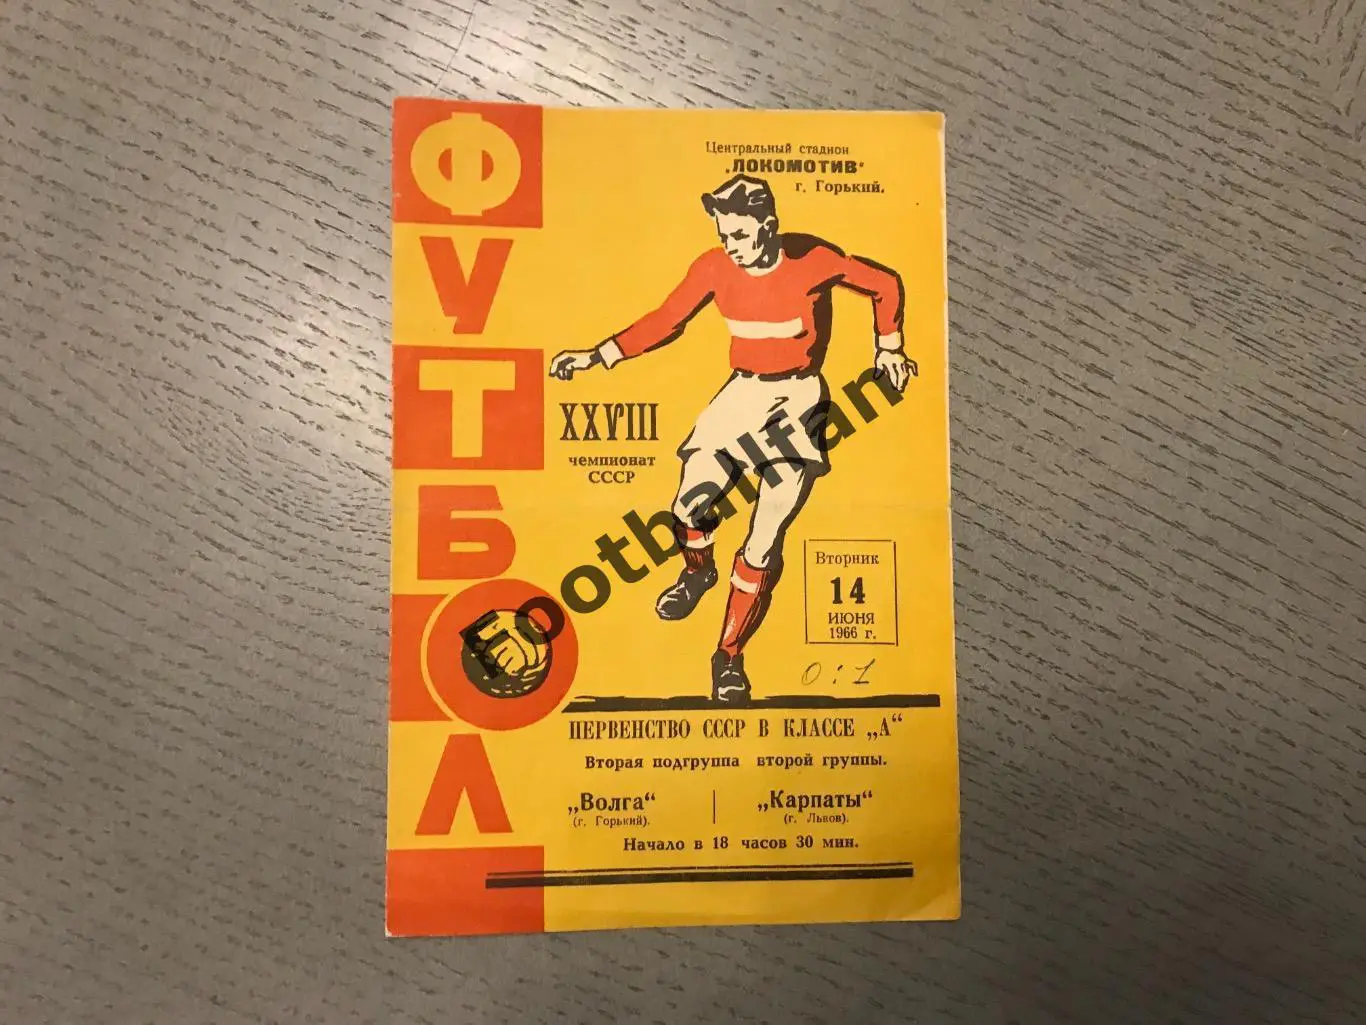 ФУТБОЛ
Центральный стадион
„ЛОКОМОТИВ"
г. Горький.
XXVIII
чемпионат
СССР
Вторник
14
ИЮНЯ
1966 г.
0:1
ПЕРВЕНСТВО СССР В КЛАССЕ „А"
Вторая подгруппа второй группы.
„Волга" | „Карпаты"
(г. Горький). (г. Львов).
Начало в 18 часов 30 мин.
Footballfan